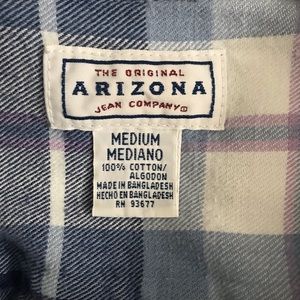 THE ORIGINAL
ARIZONA
JEAN COMPANY®
MEDIUM
MEDIANO
100% COTTON/
ALGODON
MADE IN BANGLADESH
HECHO EN BANGLADESH
RN 93677